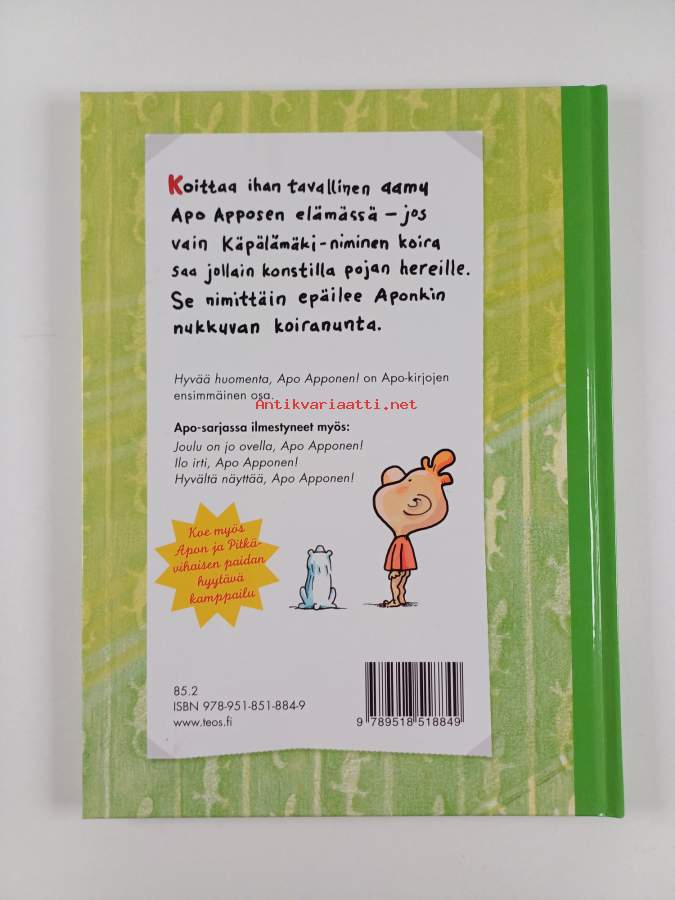 Koittaa ihan tavallinen aamu
Apo Apposen elämässä – jos
vain Käpälämäki-niminen koira
saa jollain konstilla pojan hereille.
Se nimittäin epäilee Aponkin
nukkuvan koiranunta.
Hyvää huomenta, Apo Apponen! on Apo-kirjojen
ensimmäinen osa.
Antikvariaatti.net
Apo-sarjassa ilmestyneet myös:
Joulu on jo ovella, Apo Apponen!
Ilo irti, Apo Apponen!
Hyvältä näyttää, Apo Apponen!
Koe myös
Apon ja Pitkä-
vihaisen paidan
hyytävä
kamppailu
85.2
ISBN 978-951-851-884-9
www.teos.fi
9 789518 518849